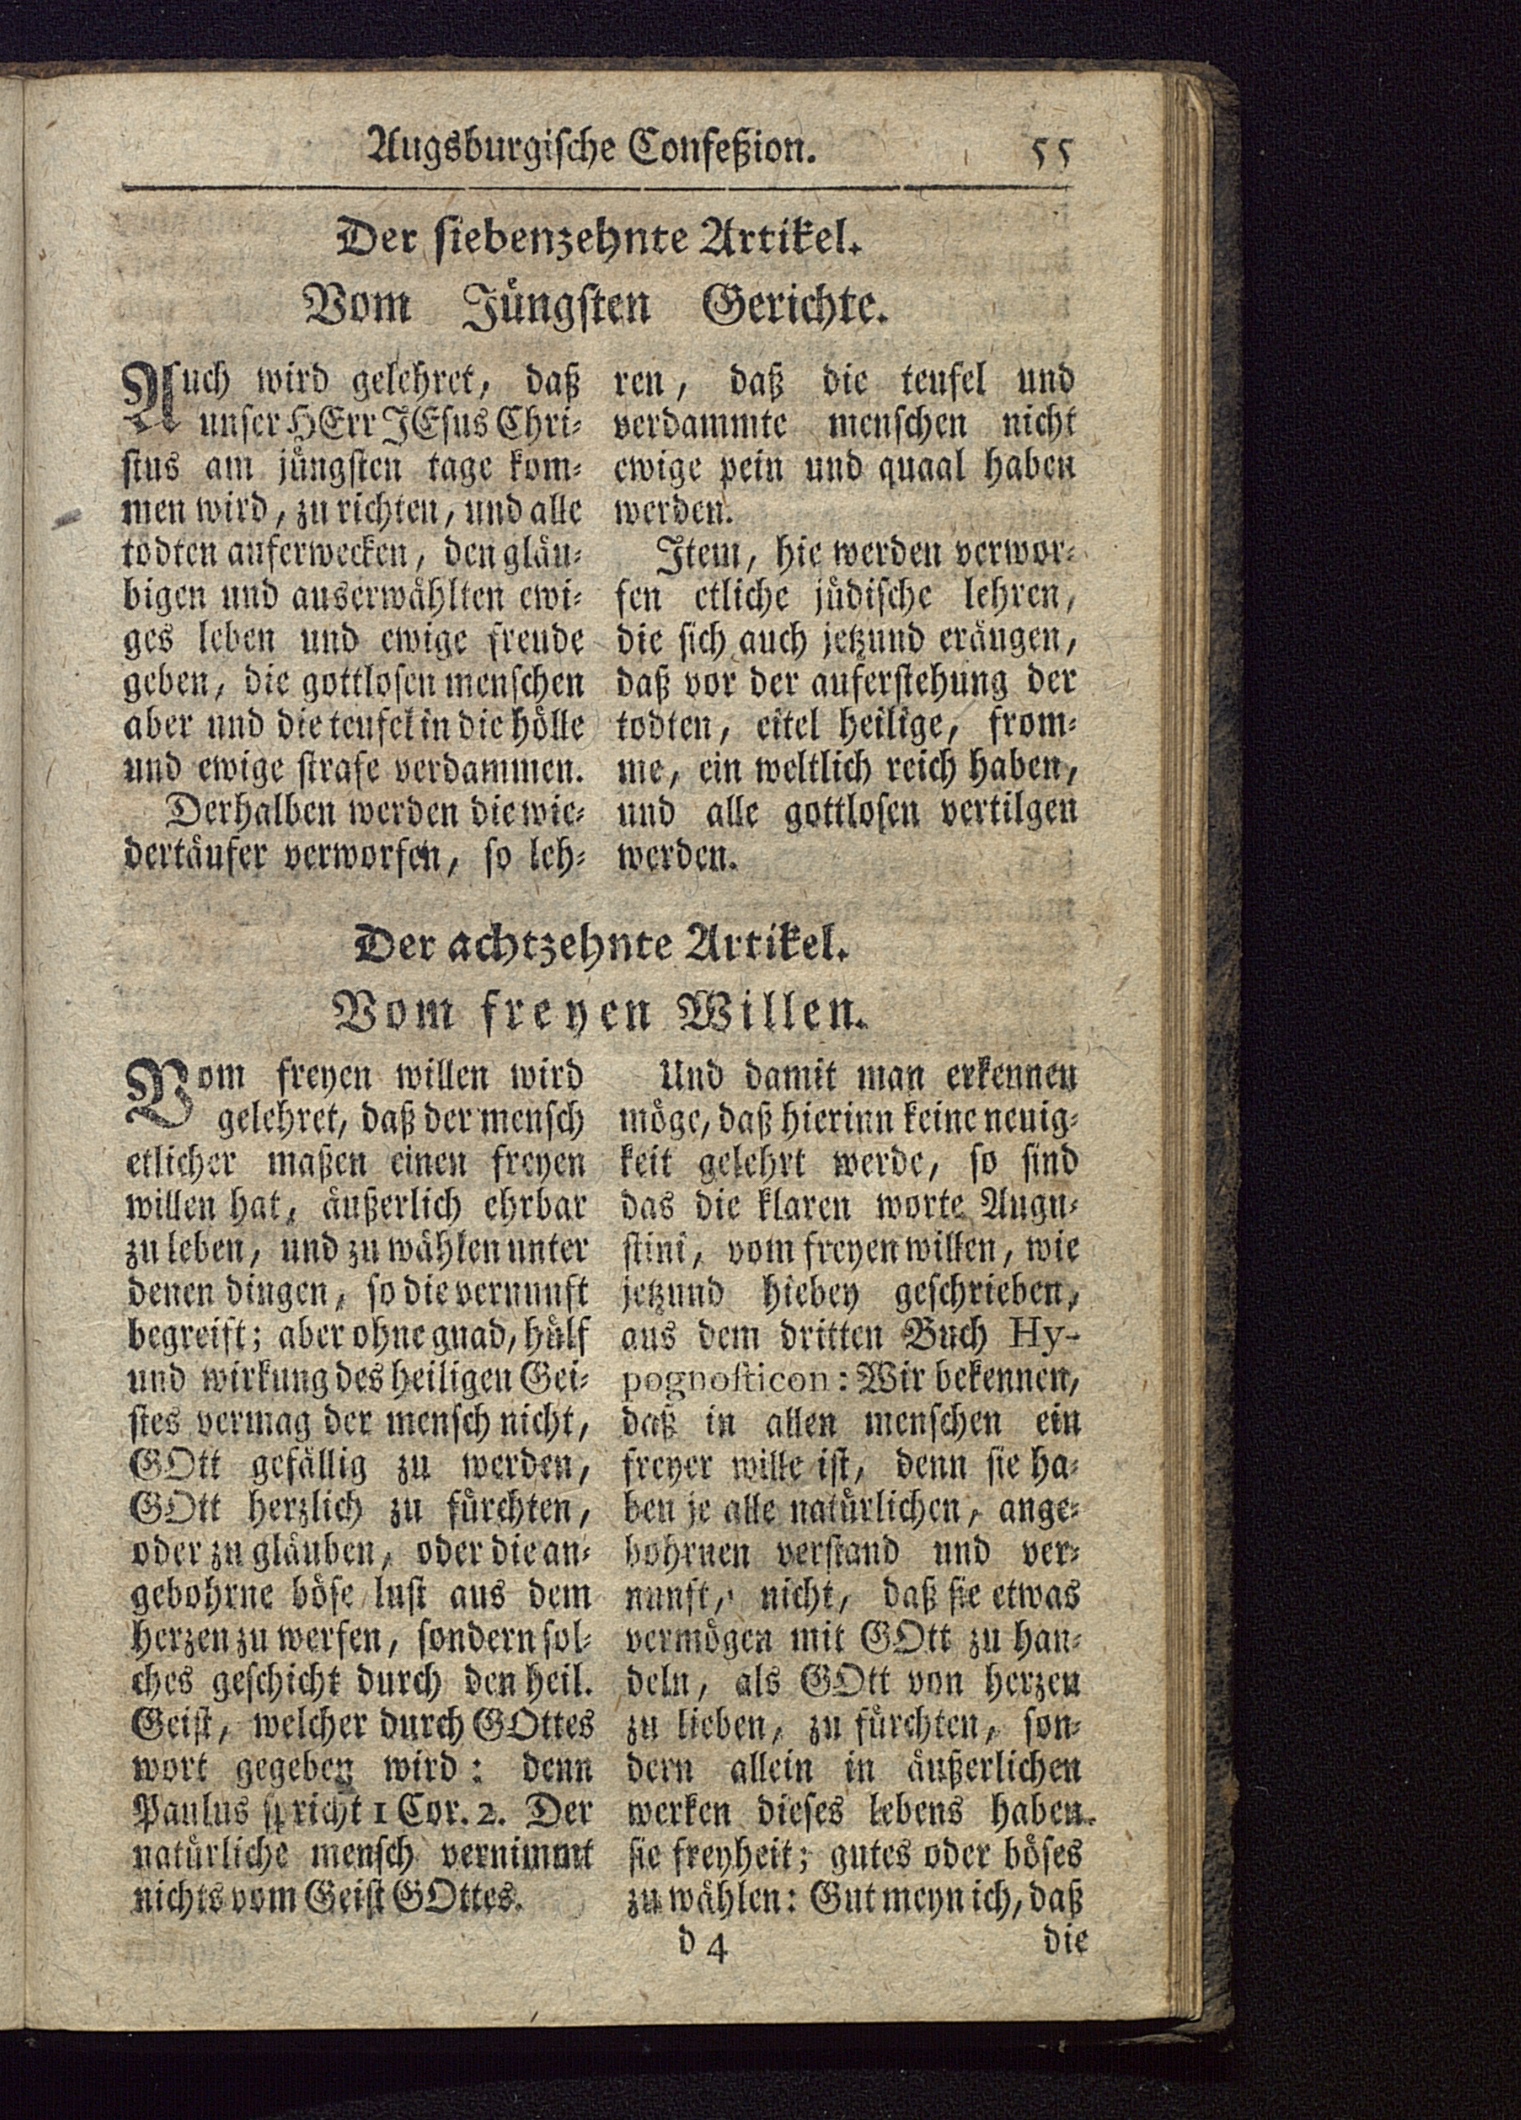 Augsburgische Confeßion. 55
Der siebenzehnte Artikel.
Vom Jüngsten Gerichte.
Auch wird gelehret, daß
unser HErr JEsus Chri-
stus am jüngsten tage kom-
men wird, zu richten, und alle
todten auferwecken, den gläu-
bigen und auserwählten ewi-
ges leben und ewige freude
geben, die gottlosen menschen
aber und die teufel in die hölle
und ewige strafe verdammen.
Derhalben werden die wie-
dertäufer verworfen, so leh-
ren, daß die teufel und
verdammte menschen nicht
ewige pein und quaal haben
werden.
Item, hie werden verwor-
fen etliche jüdische lehren,
die sich auch jetzund eräugen,
daß vor der auferstehung der
todten, eitel heilige, from-
me, ein weltlich reich haben,
und alle gottlosen vertilgen
werden.
Der achtzehnte Artikel.
Vom freyen Willen.
Vom freyen willen wird
gelehret, daß der mensch
etlicher maßen einen freyen
willen hat, äußerlich ehrbar
zu leben, und zu wählen unter
denen dingen, so die vernunft
begreift; aber ohne gnad, hülf
und wirkung des heiligen Gei-
stes vermag der mensch nicht,
GOtt gefällig zu werden,
GOtt herzlich zu fürchten,
oder zu gläuben, oder die an-
gebohrne böse lust aus dem
herzen zu werfen, sondern sol-
ches geschicht durch den heil.
Geist, welcher durch GOttes
wort gegeben wird: denn
Paulus spricht 1 Cor. 2. Der
natürliche mensch vernimmt
nichts vom Geist GOttes.
Und damit man erkennen
möge, daß hierinn keine neuig-
keit gelehrt werde, so sind
das die klaren worte Augu-
stini, vom freyen willen, wie
jetzund hiebey geschrieben,
aus dem dritten Buch Hy-
pognosticon: Wir bekennen,
daß in allen menschen ein
freyer wille ist, denn sie ha-
ben je alle natürlichen, ange-
bohrnen verstand und ver-
nunft, nicht, daß sie etwas
vermögen mit GOtt zu han-
deln, als GOtt von herzen
zu lieben, zu fürchten, son-
dern allein in äußerlichen
werken dieses lebens haben
sie freyheit; gutes oder böses
zu wählen: Gut meyn ich, daß
d 4 die